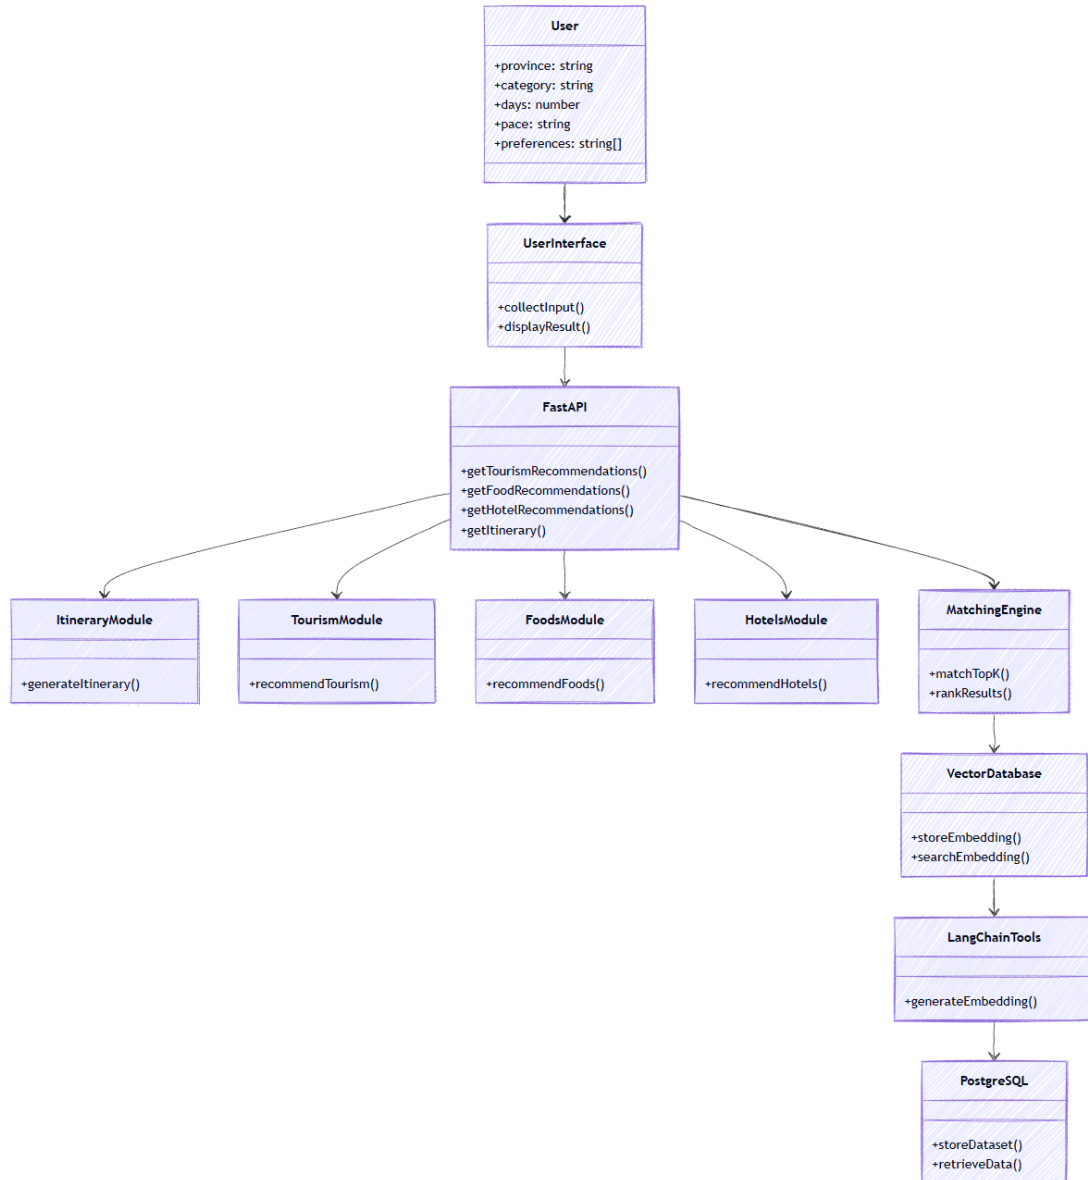 User
+province: string
+category: string
+days: number
+pace: string
+preferences: string[]
UserInterface
+collectInput()
+displayResult()
FastAPI
+getTourismRecommendations()
+getFoodRecommendations()
+getHotelRecommendations()
+getItinerary()
ItineraryModule
+generateItinerary()
TourismModule
+recommendTourism()
FoodsModule
+recommendFoods()
HotelsModule
+recommendHotels()
MatchingEngine
+matchTopK()
+rankResults()
VectorDatabase
+storeEmbedding()
+searchEmbedding()
LangChainTools
+generateEmbedding()
PostgreSQL
+storeDataset()
+retrieveData()